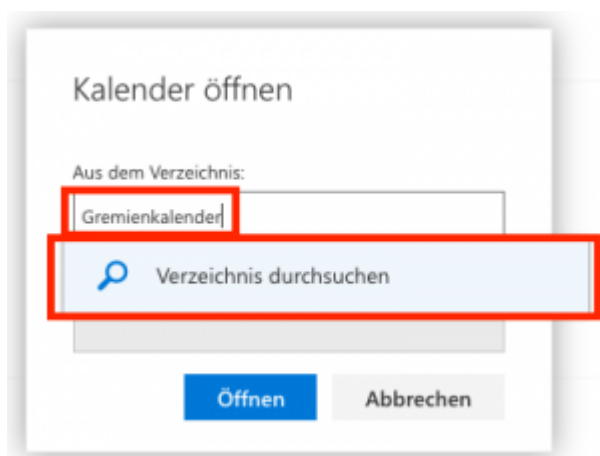 Kalender öffnen
Aus dem Verzeichnis:
Gremienkalender
Verzeichnis durchsuchen
Öffnen Abbrechen